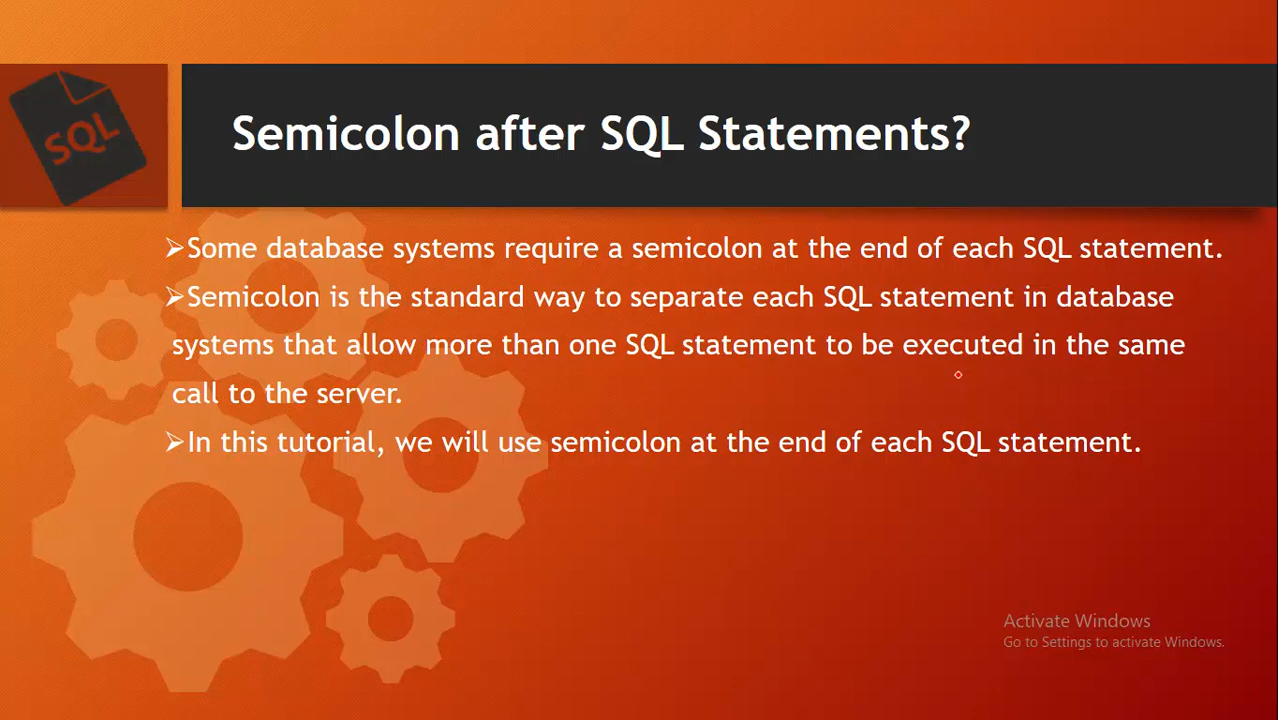 SQL
Semicolon after SQL Statements?
➢Some database systems require a semicolon at the end of each SQL statement.
➢Semicolon is the standard way to separate each SQL statement in database
systems that allow more than one SQL statement to be executed in the same
call to the server.
➢In this tutorial, we will use semicolon at the end of each SQL statement.
Activate Windows
Go to Settings to activate Windows.